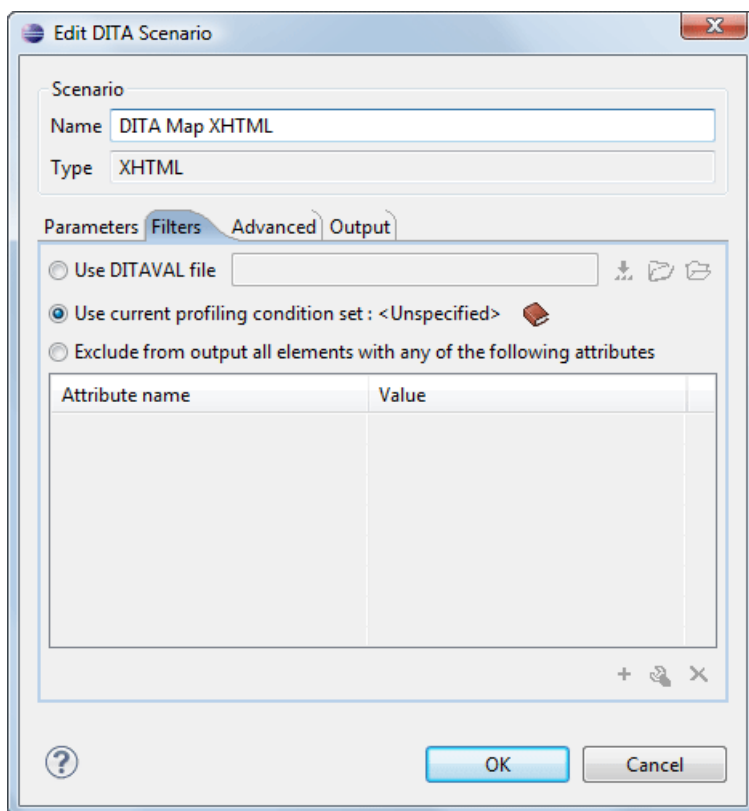 Edit DITA Scenario
Scenario
Name DITA Map XHTML
Type XHTML
Parameters Filters Advanced Output
Use DITAVAL file
Use current profiling condition set : <Unspecified>
Exclude from output all elements with any of the following attributes
Attribute name Value
OK Cancel